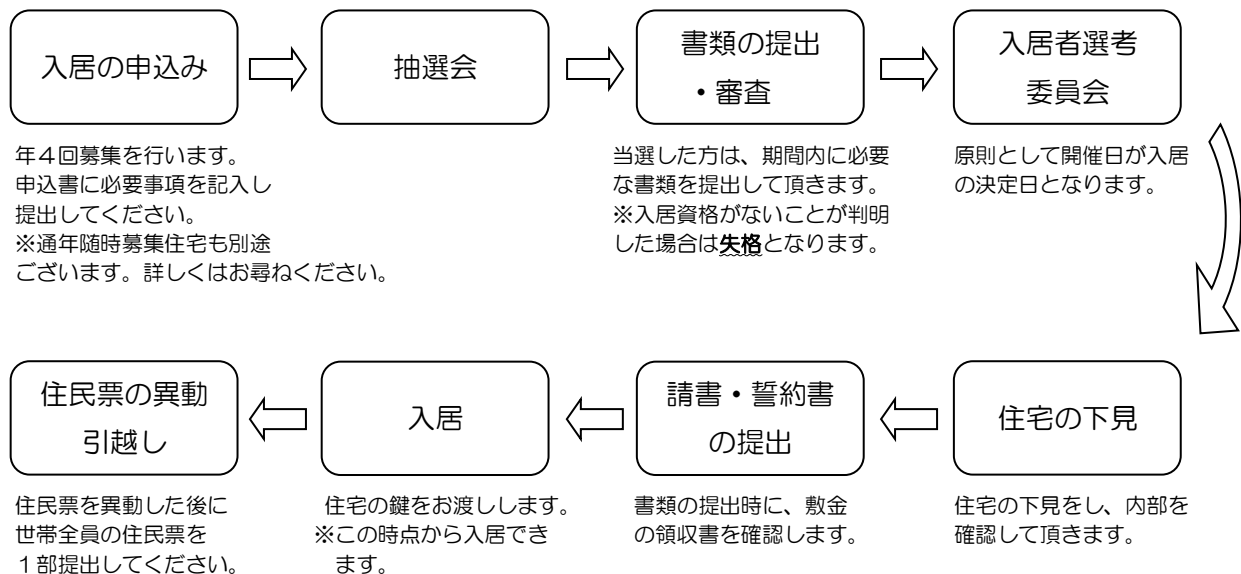 入居の申込み
年４回募集を行います。
申込書に必要事項を記入し
提出してください。
※通年随時募集住宅も別途
ございます。詳しくはお尋ねください。
抽選会
書類の提出
・審査
当選した方は、期間内に必要
な書類を提出して頂きます。
※入居資格がないことが判明
した場合は失格となります。
入居者選考
委員会
原則として開催日が入居
の決定日となります。
住宅の下見
住宅の下見をし、内部を
確認して頂きます。
請書・誓約書
の提出
書類の提出時に、敷金
の領収書を確認します。
入居
住宅の鍵をお渡しします。
※この時点から入居でき
ます。
住民票の異動
引越し
住民票を異動した後に
世帯全員の住民票を
１部提出してください。